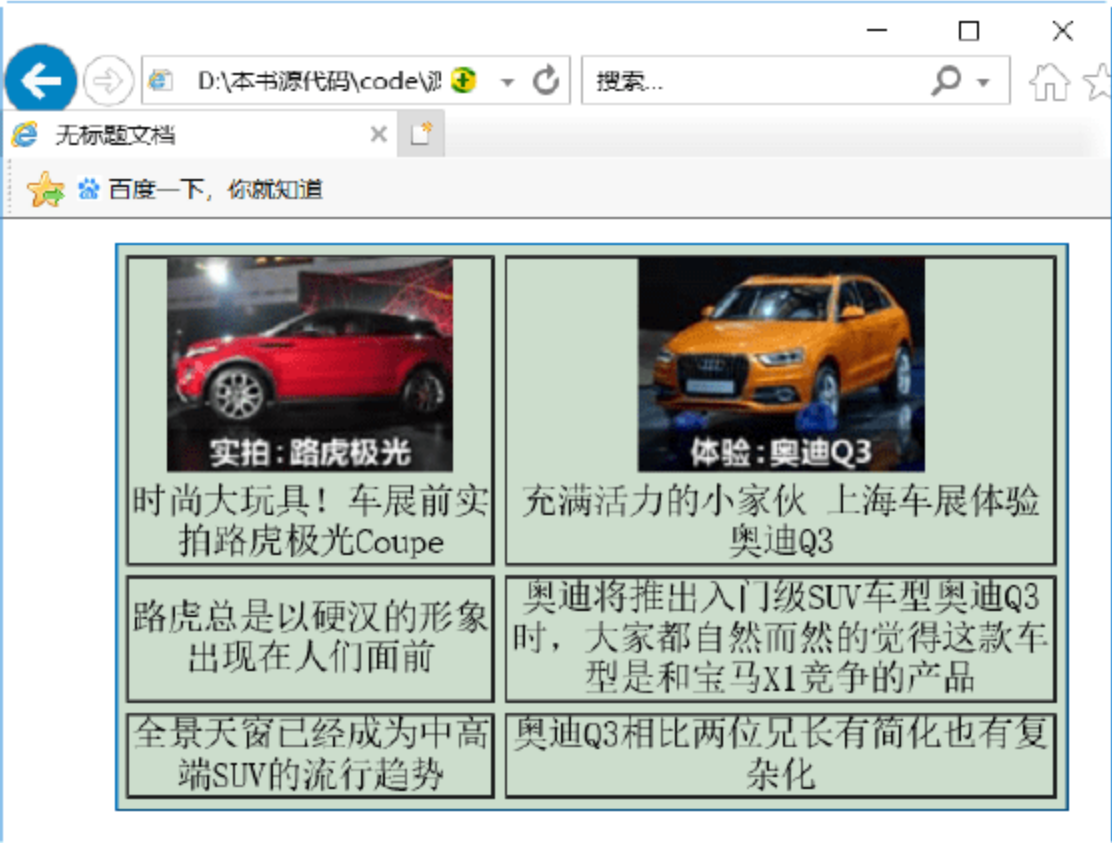 D:\本书源代码\code\
搜索...
无标题文档
百度一下，你就知道
实拍:路虎极光
时尚大玩具！车展前实
拍路虎极光Coupe
体验:奥迪Q3
充满活力的小家伙 上海车展体验
奥迪Q3
路虎总是以硬汉的形象
出现在人们面前
奥迪将推出入门级SUV车型奥迪Q3
时，大家都自然而然的觉得这款车
型是和宝马X1竞争的产品
全景天窗已经成为中高
端SUV的流行趋势
奥迪Q3相比两位兄长有简化也有复
杂化